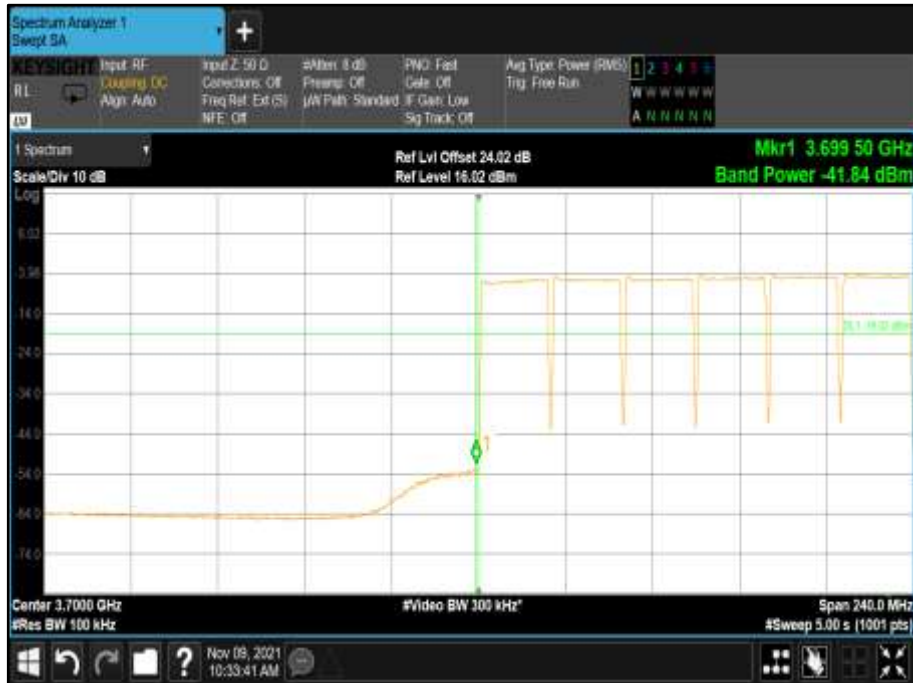 Spectrum Analyzer 1
Swept SA
+
KEYSIGHT Input: RF Input Z: 50 Ω #Atten: 8 dB PNO: Fast Avg Type: Power (RMS) 1 2 3 4 5 6
RL Coupling: DC Corrections: Off Preamp: Off Gate: Off Trig: Free Run
Align: Auto Freq Ref: Ext (S) µW Path: Standard IF Gain: Low W W W W W W
LXI NFE: Off Sig Track: Off A N N N N N
1 Spectrum Ref Lvl Offset 24.02 dB Mkr1 3.699 50 GHz
Scale/Div 10 dB Ref Level 16.02 dBm Band Power -41.84 dBm
Log
6.02
-3.98
-14.0
-24.0
-34.0
-44.0
1
-54.0
-64.0
-74.0
Center 3.7000 GHz #Video BW 300 kHz* Span 240.0 MHz
#Res BW 100 kHz #Sweep 5.00 s (1001 pts)
? Nov 09, 2021
10:33:41 AM